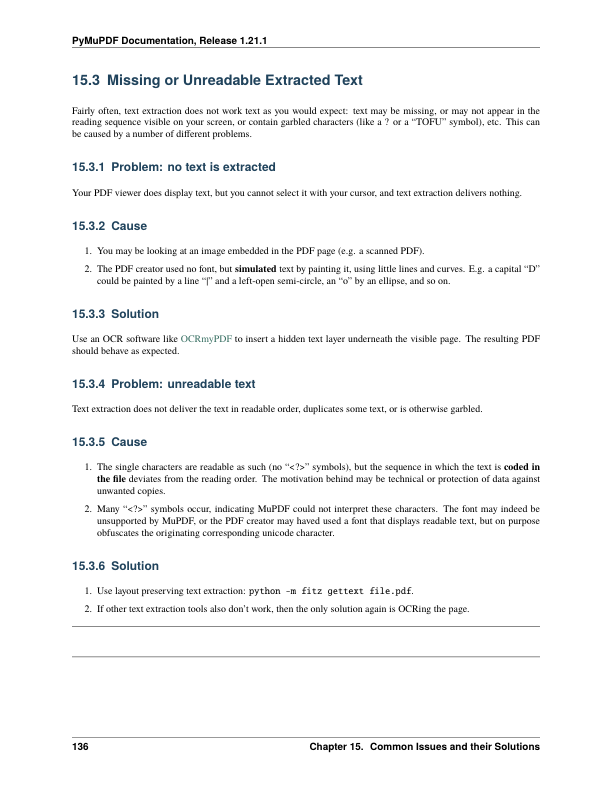 PyMuPDF Documentation, Release 1.21.1
15.3 Missing or Unreadable Extracted Text
Fairly often, text extraction does not work text as you would expect: text may be missing, or may not appear in the
reading sequence visible on your screen, or contain garbled characters (like a ? or a “TOFU” symbol), etc. This can
be caused by a number of different problems.
15.3.1 Problem: no text is extracted
Your PDF viewer does display text, but you cannot select it with your cursor, and text extraction delivers nothing.
15.3.2 Cause
1. You may be looking at an image embedded in the PDF page (e.g. a scanned PDF).
2. The PDF creator used no font, but simulated text by painting it, using little lines and curves. E.g. a capital “D”
could be painted by a line “|” and a left-open semi-circle, an “o” by an ellipse, and so on.
15.3.3 Solution
Use an OCR software like OCRmyPDF to insert a hidden text layer underneath the visible page. The resulting PDF
should behave as expected.
15.3.4 Problem: unreadable text
Text extraction does not deliver the text in readable order, duplicates some text, or is otherwise garbled.
15.3.5 Cause
1. The single characters are readable as such (no “<?>” symbols), but the sequence in which the text is coded in
the file deviates from the reading order. The motivation behind may be technical or protection of data against
unwanted copies.
2. Many “<?>” symbols occur, indicating MuPDF could not interpret these characters. The font may indeed be
unsupported by MuPDF, or the PDF creator may haved used a font that displays readable text, but on purpose
obfuscates the originating corresponding unicode character.
15.3.6 Solution
1. Use layout preserving text extraction: python -m fitz gettext file.pdf.
2. If other text extraction tools also don’t work, then the only solution again is OCRing the page.
136
Chapter 15. Common Issues and their Solutions